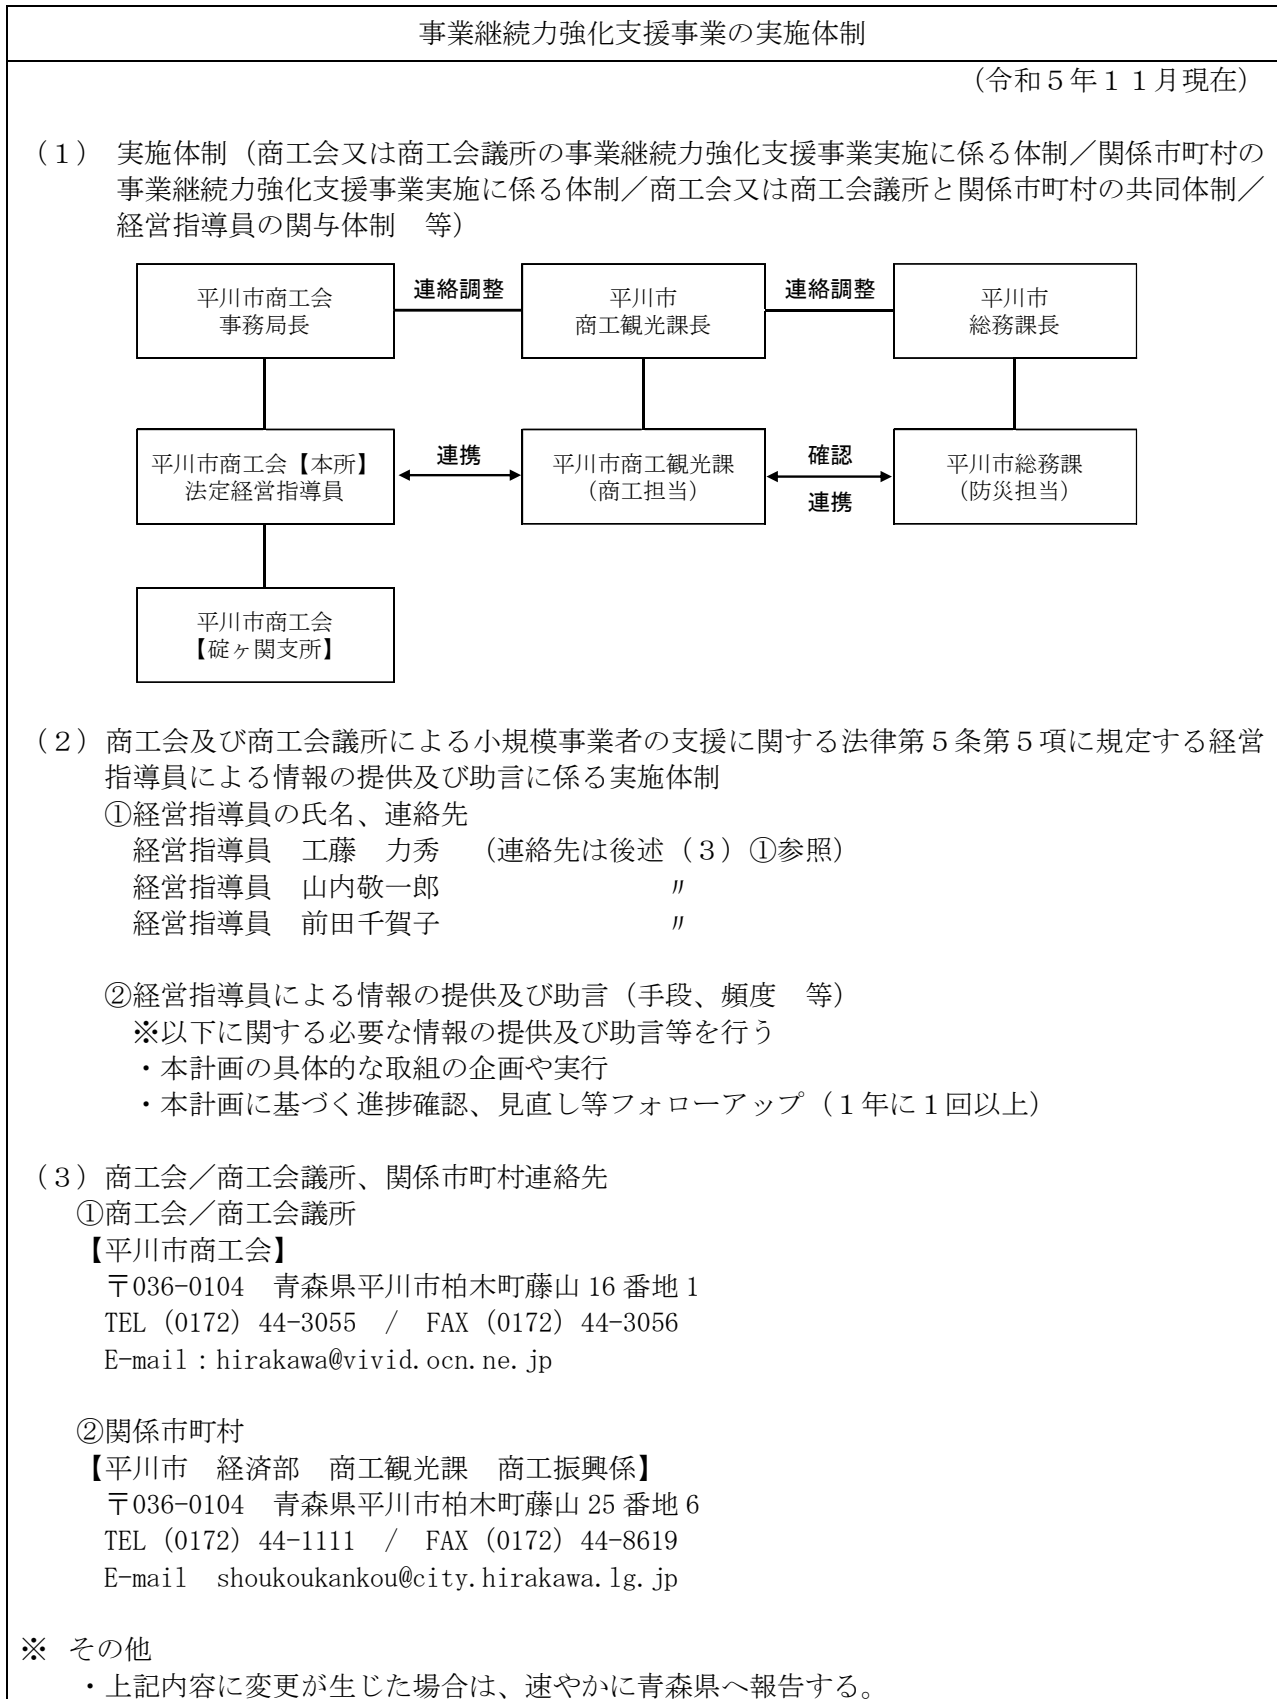 事業継続力強化支援事業の実施体制
（令和５年１１月現在）
（１）　実施体制（商工会又は商工会議所の事業継続力強化支援事業実施に係る体制／関係市町村の
事業継続力強化支援事業実施に係る体制／商工会又は商工会議所と関係市町村の共同体制／
経営指導員の関与体制　等）
平川市商工会
事務局長
連絡調整
平川市
商工観光課長
連絡調整
平川市
総務課長
平川市商工会【本所】
法定経営指導員
連携
平川市商工観光課
（商工担当）
確認
連携
平川市総務課
（防災担当）
平川市商工会
【碇ヶ関支所】
（２）商工会及び商工会議所による小規模事業者の支援に関する法律第５条第５項に規定する経営
指導員による情報の提供及び助言に係る実施体制
①経営指導員の氏名、連絡先
経営指導員　工藤　力秀　（連絡先は後述（３）①参照）
経営指導員　山内敬一郎　　　　　　　　〃
経営指導員　前田千賀子　　　　　　　　〃
②経営指導員による情報の提供及び助言（手段、頻度　等）
※以下に関する必要な情報の提供及び助言等を行う
・本計画の具体的な取組の企画や実行
・本計画に基づく進捗確認、見直し等フォローアップ（１年に１回以上）
（３）商工会／商工会議所、関係市町村連絡先
①商工会／商工会議所
【平川市商工会】
〒036-0104　青森県平川市柏木町藤山 16 番地 1
TEL（0172）44-3055　/　FAX（0172）44-3056
E-mail：hirakawa@vivid.ocn.ne.jp
②関係市町村
【平川市　経済部　商工観光課　商工振興係】
〒036-0104　青森県平川市柏木町藤山 25 番地 6
TEL（0172）44-1111　/　FAX（0172）44-8619
E-mail　shoukoukankou@city.hirakawa.lg.jp
※　その他
・上記内容に変更が生じた場合は、速やかに青森県へ報告する。